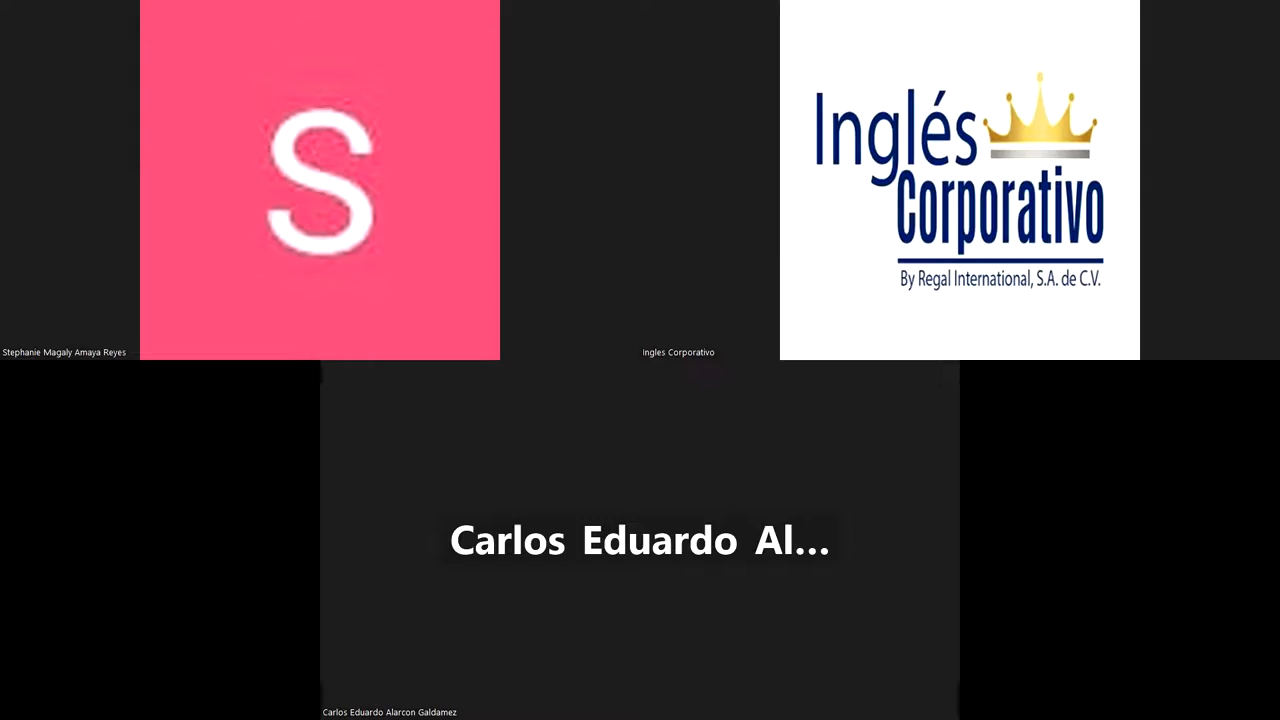 S
Inglés
Corporativo
By Regal International, S.A. de C.V.
Stephanie Magaly Amaya Reyes
Ingles Corporativo
Carlos Eduardo Al...
Carlos Eduardo Alarcon Galdamez